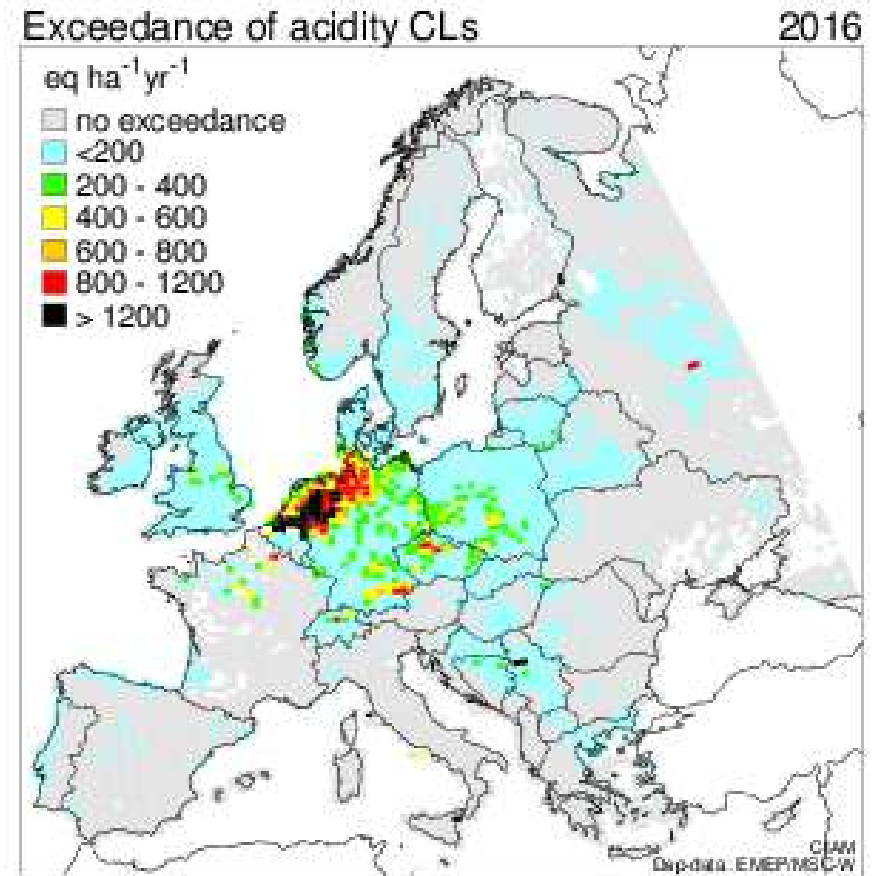 Exceedance of acidity CLs 2016
eq ha⁻¹yr⁻¹
no exceedance
<200
200 - 400
400 - 600
600 - 800
800 - 1200
> 1200
Dep-data: EMEP/MSC-W